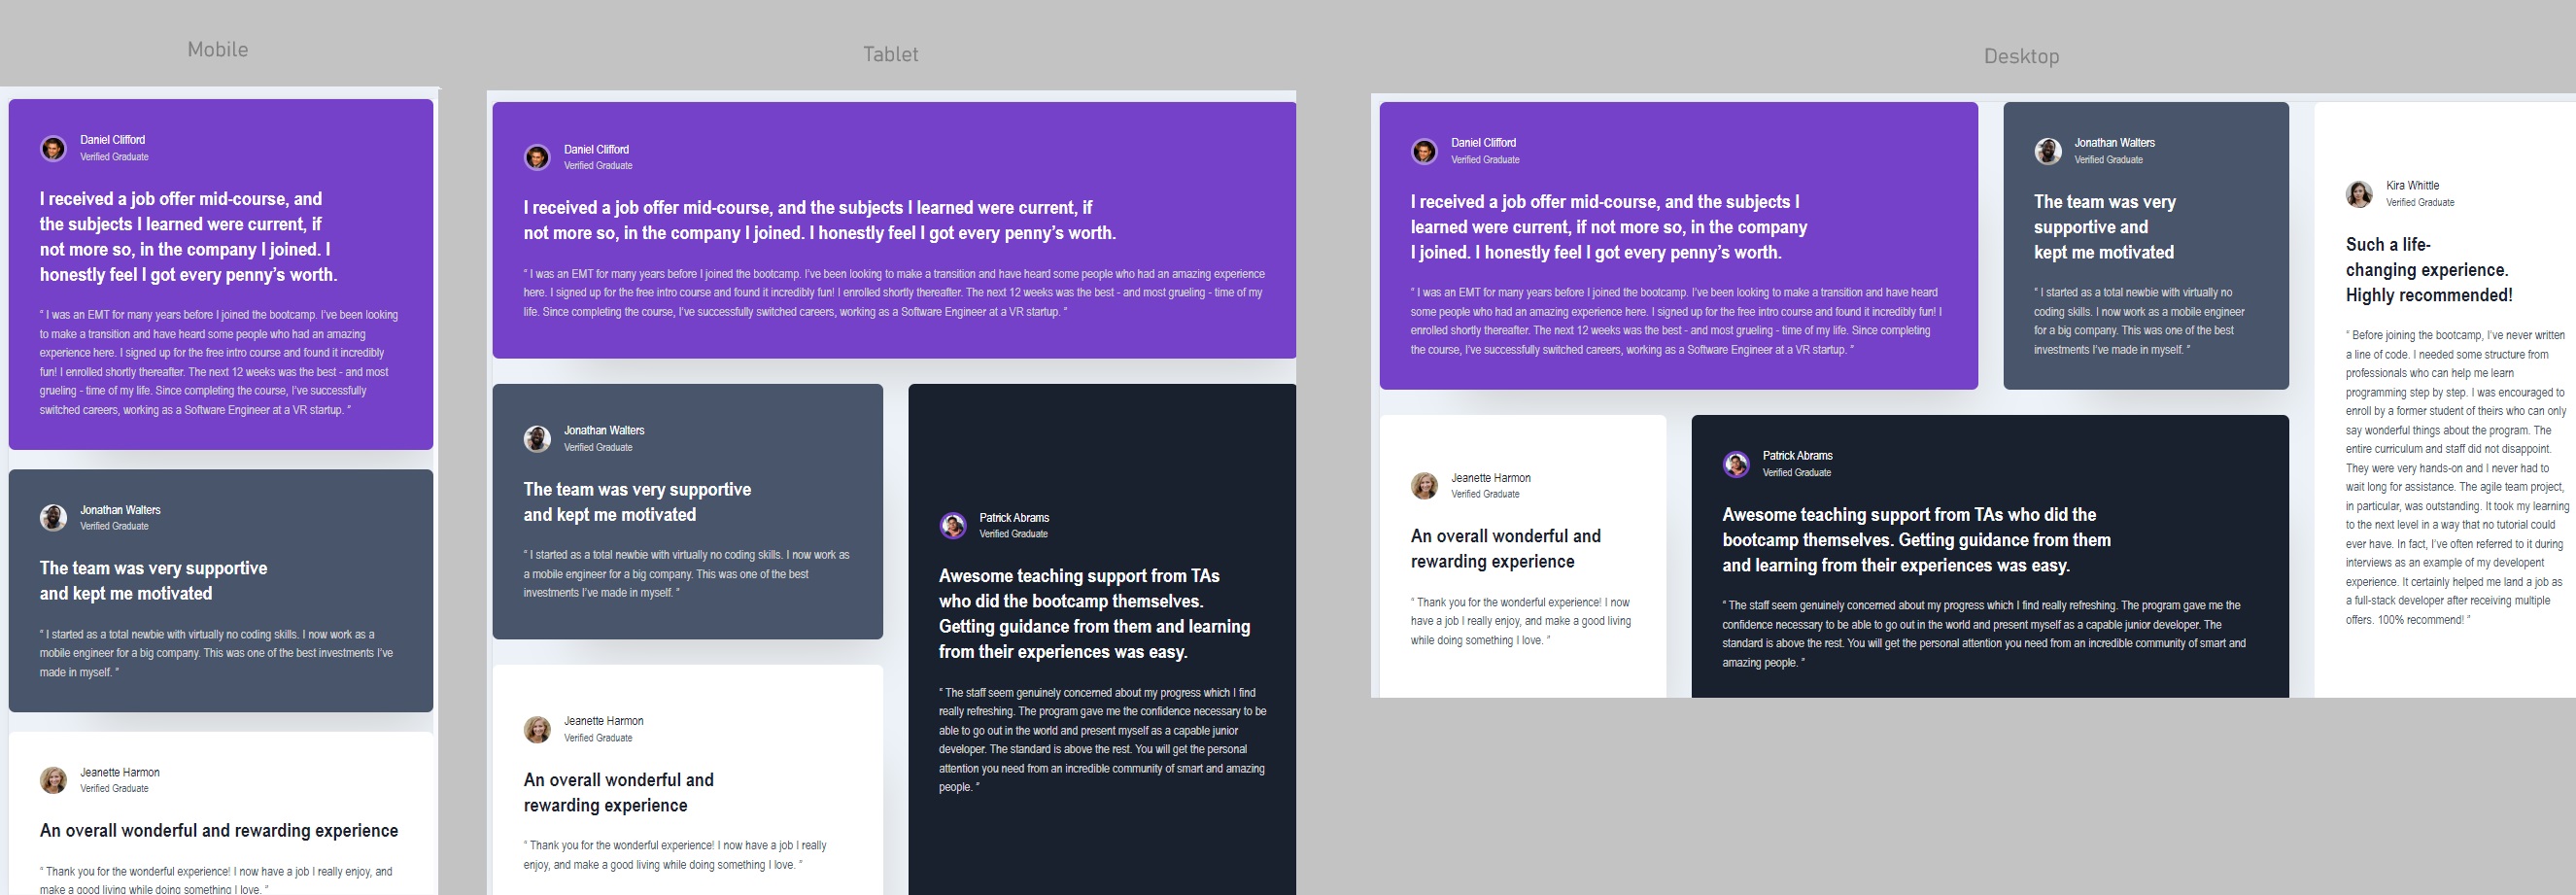 Mobile
Daniel Clifford
Verified Graduate
I received a job offer mid-course, and
the subjects I learned were current, if
not more so, in the company I joined. I
honestly feel I got every penny’s worth.
“ I was an EMT for many years before I joined the bootcamp. I’ve been looking
to make a transition and have heard some people who had an amazing
experience here. I signed up for the free intro course and found it incredibly
fun! I enrolled shortly thereafter. The next 12 weeks was the best - and most
grueling - time of my life. Since completing the course, I’ve successfully
switched careers, working as a Software Engineer at a VR startup. ”
Jonathan Walters
Verified Graduate
The team was very supportive
and kept me motivated
“ I started as a total newbie with virtually no coding skills. I now work as a
mobile engineer for a big company. This was one of the best investments I’ve
made in myself. ”
Jeanette Harmon
Verified Graduate
An overall wonderful and rewarding experience
“ Thank you for the wonderful experience! I now have a job I really enjoy, and
make a good living while doing something I love. ”
Tablet
Daniel Clifford
Verified Graduate
I received a job offer mid-course, and the subjects I learned were current, if
not more so, in the company I joined. I honestly feel I got every penny’s worth.
“ I was an EMT for many years before I joined the bootcamp. I’ve been looking to make a transition and have heard some people who had an amazing experience
here. I signed up for the free intro course and found it incredibly fun! I enrolled shortly thereafter. The next 12 weeks was the best - and most grueling - time of my
life. Since completing the course, I’ve successfully switched careers, working as a Software Engineer at a VR startup. ”
Jonathan Walters
Verified Graduate
The team was very supportive
and kept me motivated
“ I started as a total newbie with virtually no coding skills. I now work as
a mobile engineer for a big company. This was one of the best
investments I’ve made in myself. ”
Jeanette Harmon
Verified Graduate
An overall wonderful and
rewarding experience
“ Thank you for the wonderful experience! I now have a job I really
enjoy, and make a good living while doing something I love. ”
Patrick Abrams
Verified Graduate
Awesome teaching support from TAs
who did the bootcamp themselves.
Getting guidance from them and learning
from their experiences was easy.
“ The staff seem genuinely concerned about my progress which I find
really refreshing. The program gave me the confidence necessary to be
able to go out in the world and present myself as a capable junior
developer. The standard is above the rest. You will get the personal
attention you need from an incredible community of smart and amazing
people. ”
Desktop
Daniel Clifford
Verified Graduate
I received a job offer mid-course, and the subjects I
learned were current, if not more so, in the company
I joined. I honestly feel I got every penny’s worth.
“ I was an EMT for many years before I joined the bootcamp. I’ve been looking to make a transition and have heard
some people who had an amazing experience here. I signed up for the free intro course and found it incredibly fun! I
enrolled shortly thereafter. The next 12 weeks was the best - and most grueling - time of my life. Since completing
the course, I’ve successfully switched careers, working as a Software Engineer at a VR startup. ”
Jonathan Walters
Verified Graduate
The team was very
supportive and
kept me motivated
“ I started as a total newbie with virtually no
coding skills. I now work as a mobile engineer
for a big company. This was one of the best
investments I’ve made in myself. ”
Jeanette Harmon
Verified Graduate
An overall wonderful and
rewarding experience
“ Thank you for the wonderful experience! I now
have a job I really enjoy, and make a good living
while doing something I love. ”
Patrick Abrams
Verified Graduate
Awesome teaching support from TAs who did the
bootcamp themselves. Getting guidance from them
and learning from their experiences was easy.
“ The staff seem genuinely concerned about my progress which I find really refreshing. The program gave me the
confidence necessary to be able to go out in the world and present myself as a capable junior developer. The
standard is above the rest. You will get the personal attention you need from an incredible community of smart and
amazing people. ”
Kira Whittle
Verified Graduate
Such a life-
changing experience.
Highly recommended!
“ Before joining the bootcamp, I’ve never written
a line of code. I needed some structure from
professionals who can help me learn
programming step by step. I was encouraged to
enroll by a former student of theirs who can only
say wonderful things about the program. The
entire curriculum and staff did not disappoint.
They were very hands-on and I never had to
wait long for assistance. The agile team project,
in particular, was outstanding. It took my learning
to the next level in a way that no tutorial could
ever have. In fact, I’ve often referred to it during
interviews as an example of my developent
experience. It certainly helped me land a job as
a full-stack developer after receiving multiple
offers. 100% recommend! ”